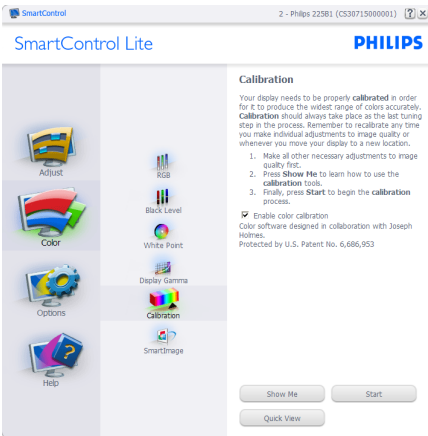 SmartControl
2 - Philips 225B1 (CS30715000001)
?
SmartControl Lite
PHILIPS
Adjust
Color
Options
Help
RGB
Black Level
White Point
Display Gamma
Calibration
SmartImage
Calibration
Your display needs to be properly calibrated in order
for it to produce the widest range of colors accurately.
Calibration should always take place as the last tuning
step in the process. Remember to recalibrate any time
you make individual adjustments to image quality or
whenever you move your display to a new location.
1. Make all other necessary adjustments to image
quality first.
2. Press Show Me to learn how to use the
calibration tools.
3. Finally, press Start to begin the calibration
process.
Enable color calibration
Color software designed in collaboration with Joseph
Holmes.
Protected by U.S. Patent No. 6,686,953
Show Me
Start
Quick View